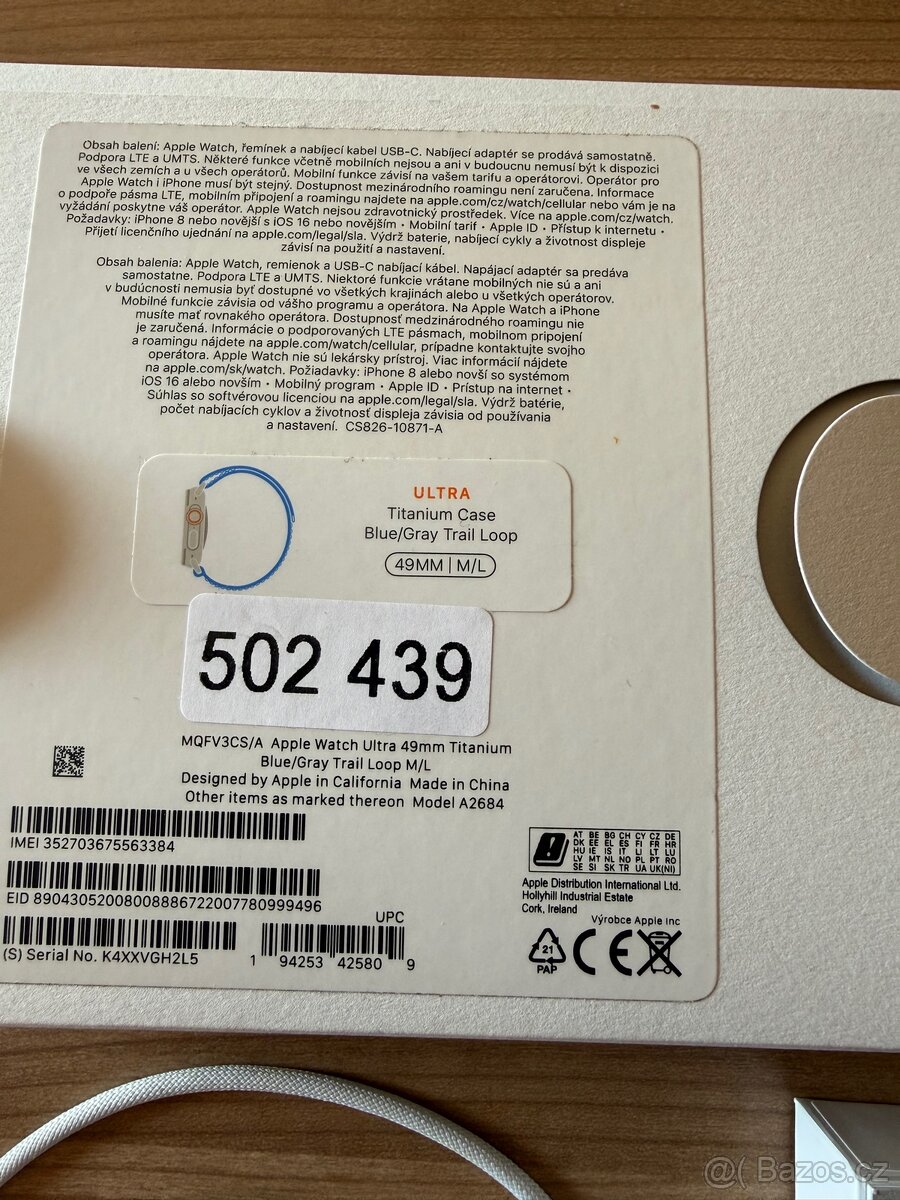 Obsah balení: Apple Watch, řemínek a nabíjecí kabel USB-C. Nabíjecí adaptér se prodává samostatně.
Podpora LTE a UMTS. Některé funkce včetně mobilních nejsou a ani v budoucnu nemusí být k dispozici
ve všech zemích a u všech operátorů. Mobilní funkce závisí na vašem tarifu a operátorovi. Operátor pro
Apple Watch i iPhone musí být stejný. Dostupnost mezinárodního roamingu není zaručena. Informace
o podpoře pásma LTE, mobilním připojení a roamingu najdete na apple.com/cz/watch/cellular nebo vám je na
vyžádání poskytne váš operátor. Apple Watch nejsou zdravotnický prostředek. Více na apple.com/cz/watch.
Požadavky: iPhone 8 nebo novější s iOS 16 nebo novějším • Mobilní tarif • Apple ID • Přístup k internetu •
Přijetí licenčního ujednání na apple.com/legal/sla. Výdrž baterie, nabíjecí cykly a životnost displeje
závisí na použití a nastavení.
Obsah balenia: Apple Watch, remienok a USB-C nabíjací kábel. Napájací adaptér sa predáva
samostatne. Podpora LTE a UMTS. Niektoré funkcie vrátane mobilných nie sú a ani
v budúcnosti nemusia byť dostupné vo všetkých krajinách alebo u všetkých operátorov.
Mobilné funkcie závisia od vášho programu a operátora. Na Apple Watch a iPhone
musíte mať rovnakého operátora. Dostupnosť medzinárodného roamingu nie
je zaručená. Informácie o podporovaných LTE pásmach, mobilnom pripojení
a roamingu nájdete na apple.com/watch/cellular, prípadne kontaktujte svojho
operátora. Apple Watch nie sú lekársky prístroj. Viac informácií nájdete
na apple.com/sk/watch. Požiadavky: iPhone 8 alebo novší so systémom
iOS 16 alebo novším • Mobilný program • Apple ID • Prístup na internet •
Súhlas so softvérovou licenciou na apple.com/legal/sla. Výdrž batérie,
počet nabíjacích cyklov a životnosť displeja závisia od používania
a nastavení. CS826-10871-A
ULTRA
Titanium Case
Blue/Gray Trail Loop
49MM | M/L
502 439
MQFV3CS/A Apple Watch Ultra 49mm Titanium
Blue/Gray Trail Loop M/L
Designed by Apple in California Made in China
Other items as marked thereon Model A2684
IMEI 352703675563384
EID 89043052008008886722007780999496
(S) Serial No. K4XXVGH2L5
UPC
1 94253 42580 9
AT BE BG CH CY CZ DE
DK EE EL ES FI FR HR
HU IE IS IT LI LT LU
LV MT NL NO PL PT RO
SE SI SK TR UA UK(NI)
Apple Distribution International Ltd.
Hollyhill Industrial Estate
Cork, Ireland
Výrobce Apple Inc
21
PAP
CE
@( Bazos.cz